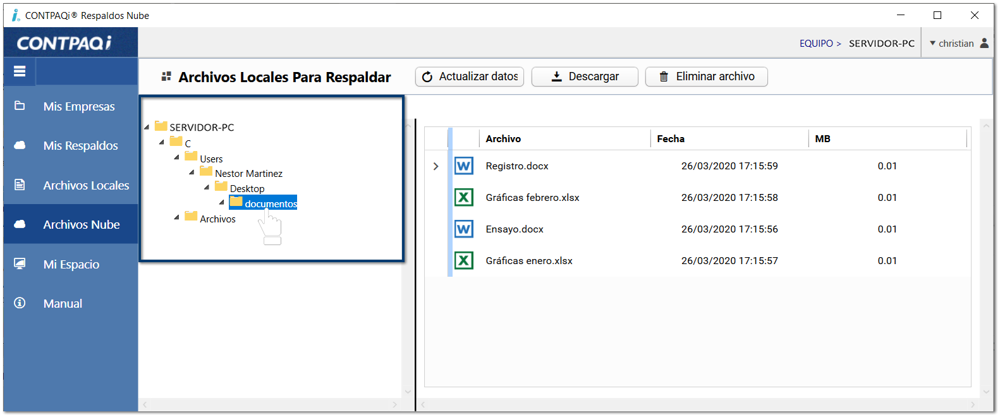 CONTPAQi® Respaldos Nube
CONTPAQi
EQUIPO > SERVIDOR-PC
christian
Archivos Locales Para Respaldar
Actualizar datos
Descargar
Eliminar archivo
Mis Empresas
Mis Respaldos
Archivos Locales
Archivos Nube
Mi Espacio
Manual
SERVIDOR-PC
C
Users
Nestor Martinez
Desktop
documentos
Archivos
Archivo Fecha MB
Registro.docx 26/03/2020 17:15:59 0.01
Gráficas febrero.xlsx 26/03/2020 17:15:58 0.01
Ensayo.docx 26/03/2020 17:15:56 0.01
Gráficas enero.xlsx 26/03/2020 17:15:57 0.01